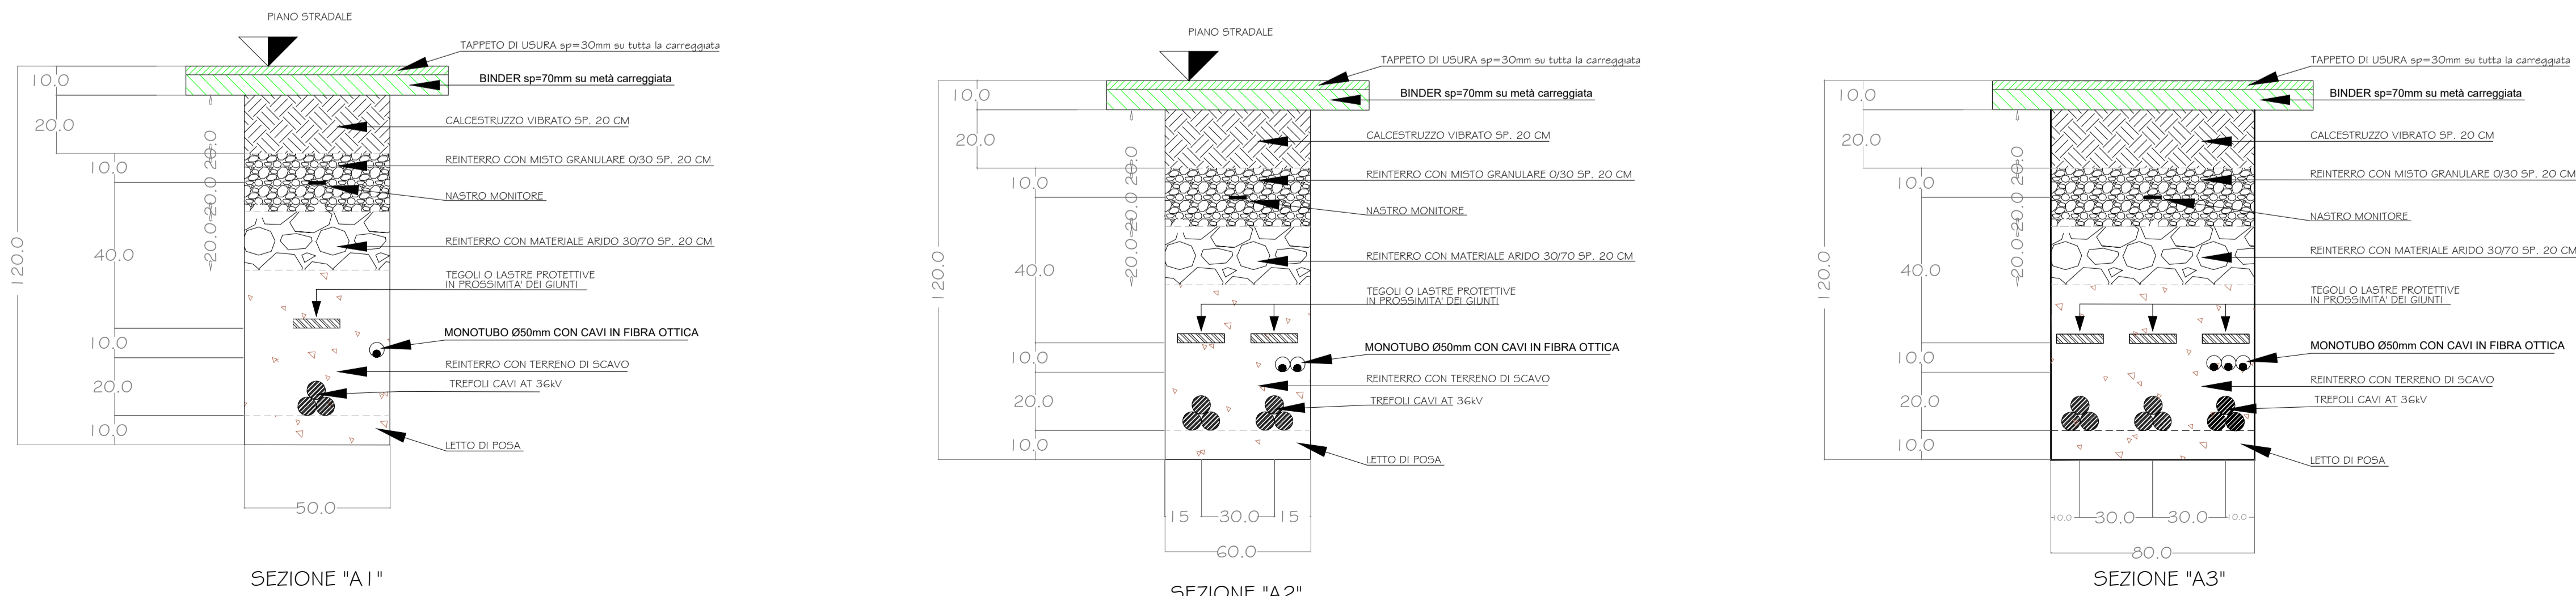 PIANO STRADALE
TAPPETO DI USURA sp=30mm su tutta la carreggiata
BINDER sp=70mm su metà carreggiata
CALCESTRUZZO VIBRATO SP. 20 CM
REINTERRO CON MISTO GRANULARE 0/30 SP. 20 CM
NASTRO MONITORE
REINTERRO CON MATERIALE ARIDO 30/70 SP. 20 CM
TEGOLI O LASTRE PROTETTIVE
IN PROSSIMITA' DEI GIUNTI
MONOTUBO Ø50mm CON CAVI IN FIBRA OTTICA
REINTERRO CON TERRENO DI SCAVO
TREFOLI CAVI AT 36kV
LETTO DI POSA
10.0
20.0
10.0
40.0
10.0
20.0
10.0
120.0
20.0
20.0
20.0
50.0
SEZIONE "A1"
PIANO STRADALE
TAPPETO DI USURA sp=30mm su tutta la carreggiata
BINDER sp=70mm su metà carreggiata
CALCESTRUZZO VIBRATO SP. 20 CM
REINTERRO CON MISTO GRANULARE 0/30 SP. 20 CM
NASTRO MONITORE
REINTERRO CON MATERIALE ARIDO 30/70 SP. 20 CM
TEGOLI O LASTRE PROTETTIVE
IN PROSSIMITA' DEI GIUNTI
MONOTUBO Ø50mm CON CAVI IN FIBRA OTTICA
REINTERRO CON TERRENO DI SCAVO
TREFOLI CAVI AT 36kV
LETTO DI POSA
10.0
20.0
10.0
40.0
10.0
20.0
10.0
120.0
20.0
20.0
20.0
15 30.0 15
60.0
SEZIONE "A2"
TAPPETO DI USURA sp=30mm su tutta la carreggiata
BINDER sp=70mm su metà carreggiata
CALCESTRUZZO VIBRATO SP. 20 CM
REINTERRO CON MISTO GRANULARE 0/30 SP. 20 CM
NASTRO MONITORE
REINTERRO CON MATERIALE ARIDO 30/70 SP. 20 CM
TEGOLI O LASTRE PROTETTIVE
IN PROSSIMITA' DEI GIUNTI
MONOTUBO Ø50mm CON CAVI IN FIBRA OTTICA
REINTERRO CON TERRENO DI SCAVO
TREFOLI CAVI AT 36kV
LETTO DI POSA
10.0
20.0
10.0
40.0
10.0
20.0
10.0
120.0
20.0
20.0
20.0
10.0 30.0 30.0 10.0
80.0
SEZIONE "A3"